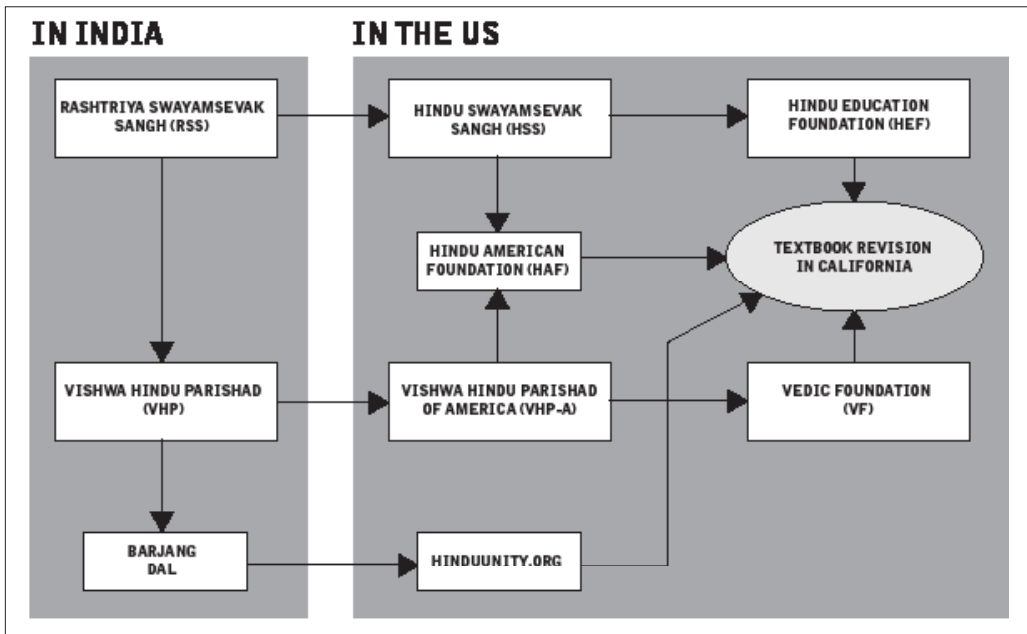 IN INDIA
IN THE US
RASHTRIYA SWAYAMSEVAK
SANGH (RSS)
HINDU SWAYAMSEVAK
SANGH (HSS)
HINDU EDUCATION
FOUNDATION (HEF)
HINDU AMERICAN
FOUNDATION (HAF)
TEXTBOOK REVISION
IN CALIFORNIA
VISHWA HINDU PARISHAD
(VHP)
VISHWA HINDU PARISHAD
OF AMERICA (VHP-A)
VEDIC FOUNDATION
(VF)
BARJANG
DAL
HINDUUNITY.ORG